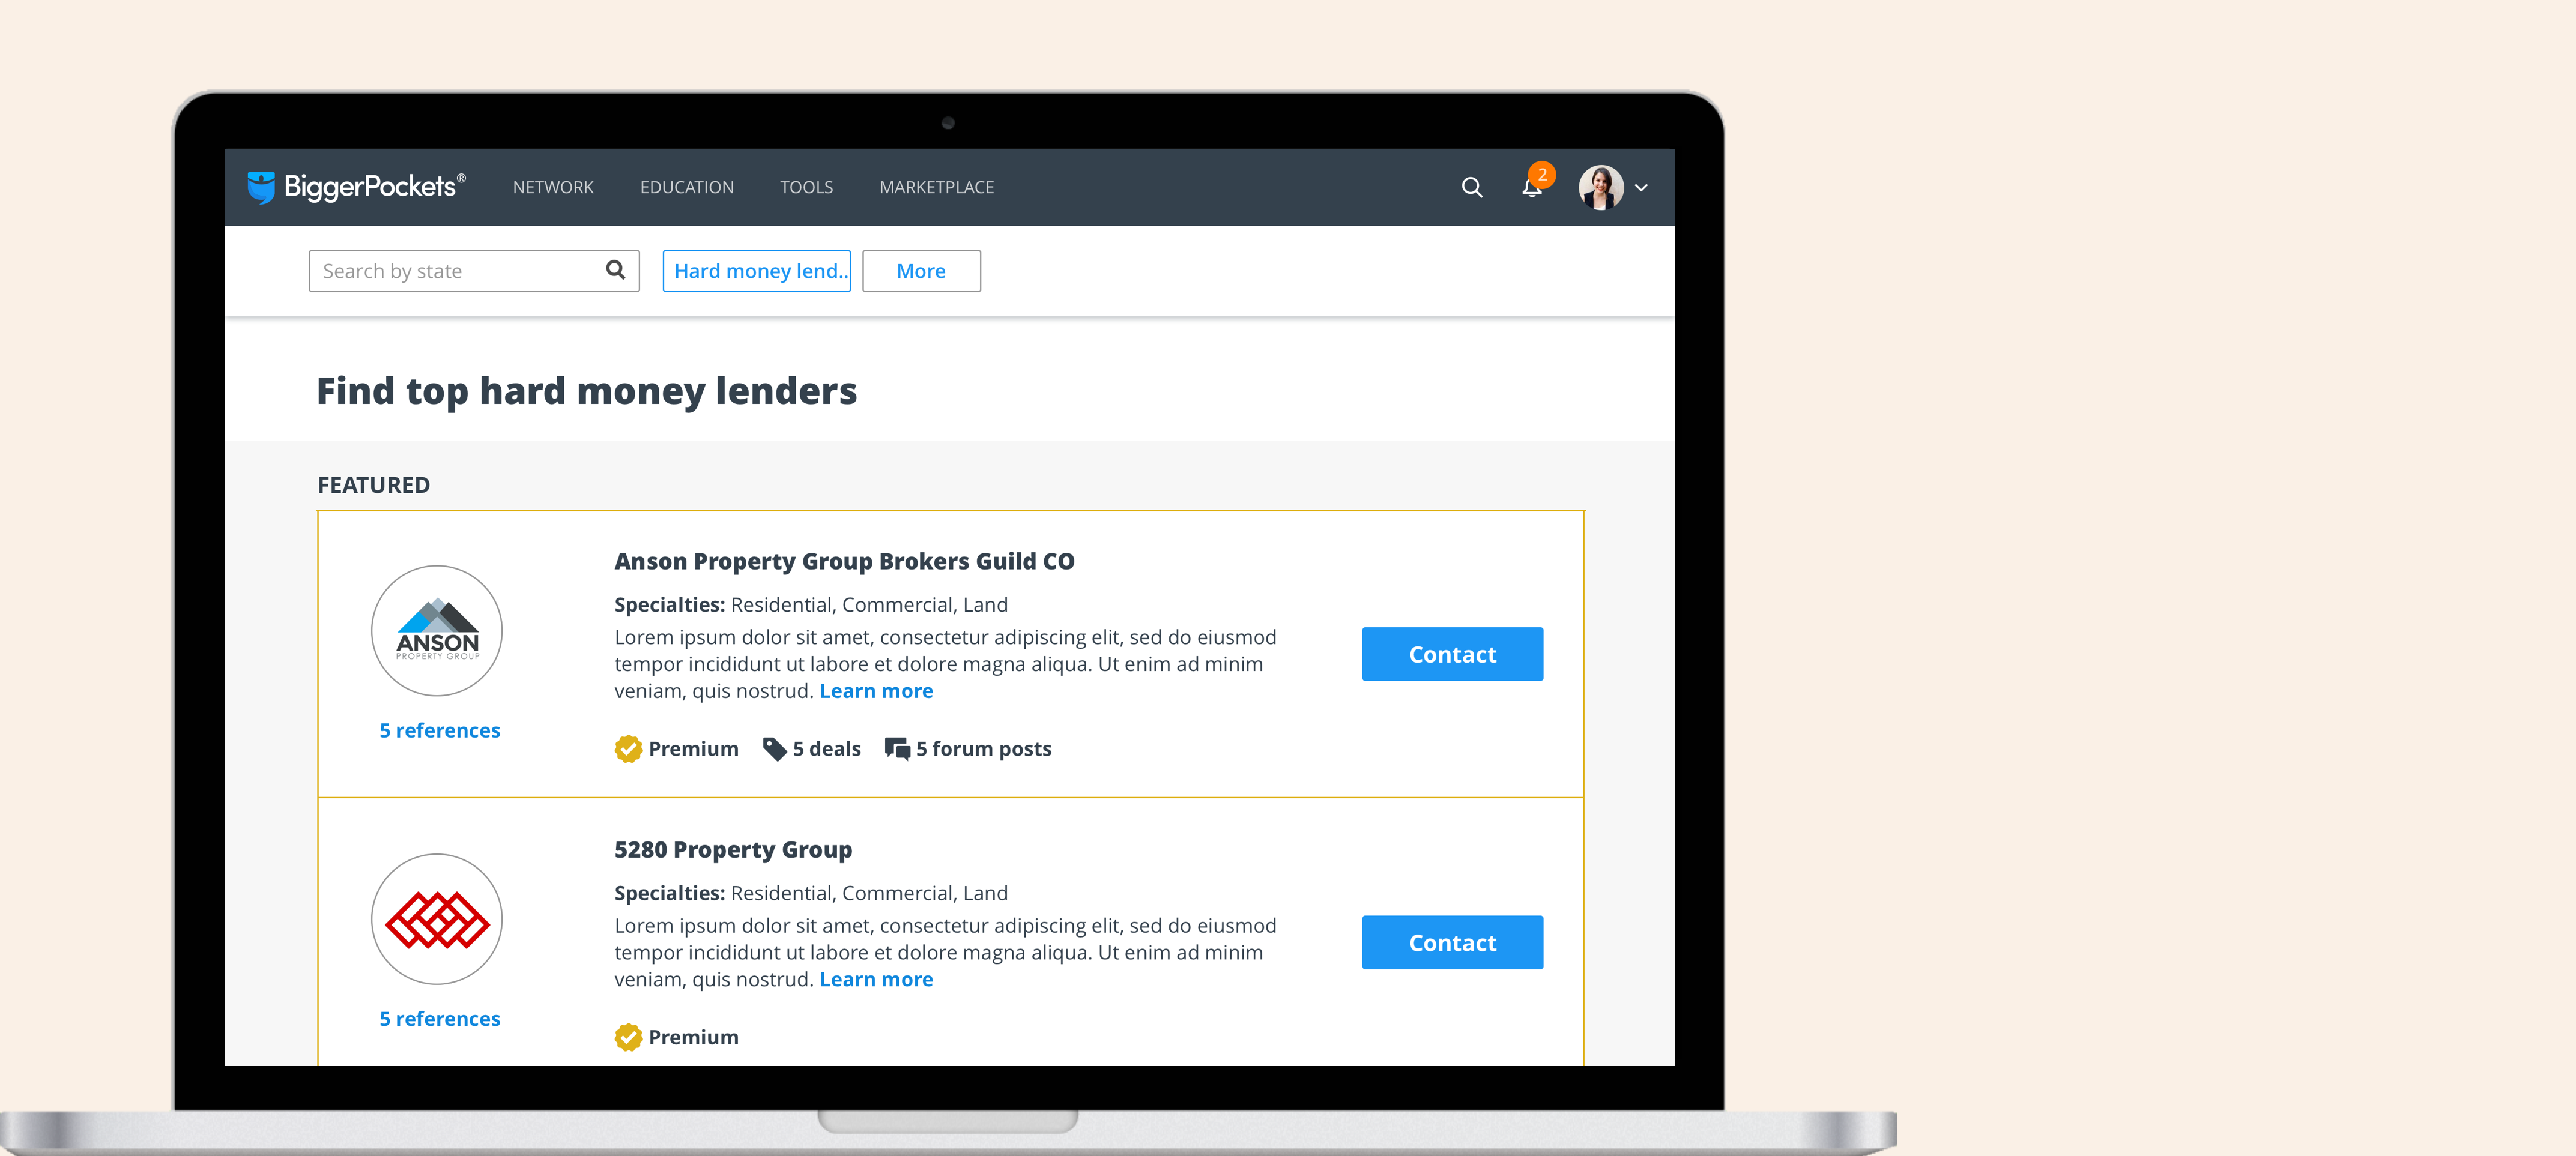 BiggerPockets®
NETWORK
EDUCATION
TOOLS
MARKETPLACE
2
Search by state
Hard money lend..
More
Find top hard money lenders
FEATURED
ANSON
PROPERTY GROUP
5 references
Anson Property Group Brokers Guild CO
Specialties: Residential, Commercial, Land
Lorem ipsum dolor sit amet, consectetur adipiscing elit, sed do eiusmod
tempor incididunt ut labore et dolore magna aliqua. Ut enim ad minim
veniam, quis nostrud. Learn more
Premium
5 deals
5 forum posts
Contact
5 references
5280 Property Group
Specialties: Residential, Commercial, Land
Lorem ipsum dolor sit amet, consectetur adipiscing elit, sed do eiusmod
tempor incididunt ut labore et dolore magna aliqua. Ut enim ad minim
veniam, quis nostrud. Learn more
Premium
Contact